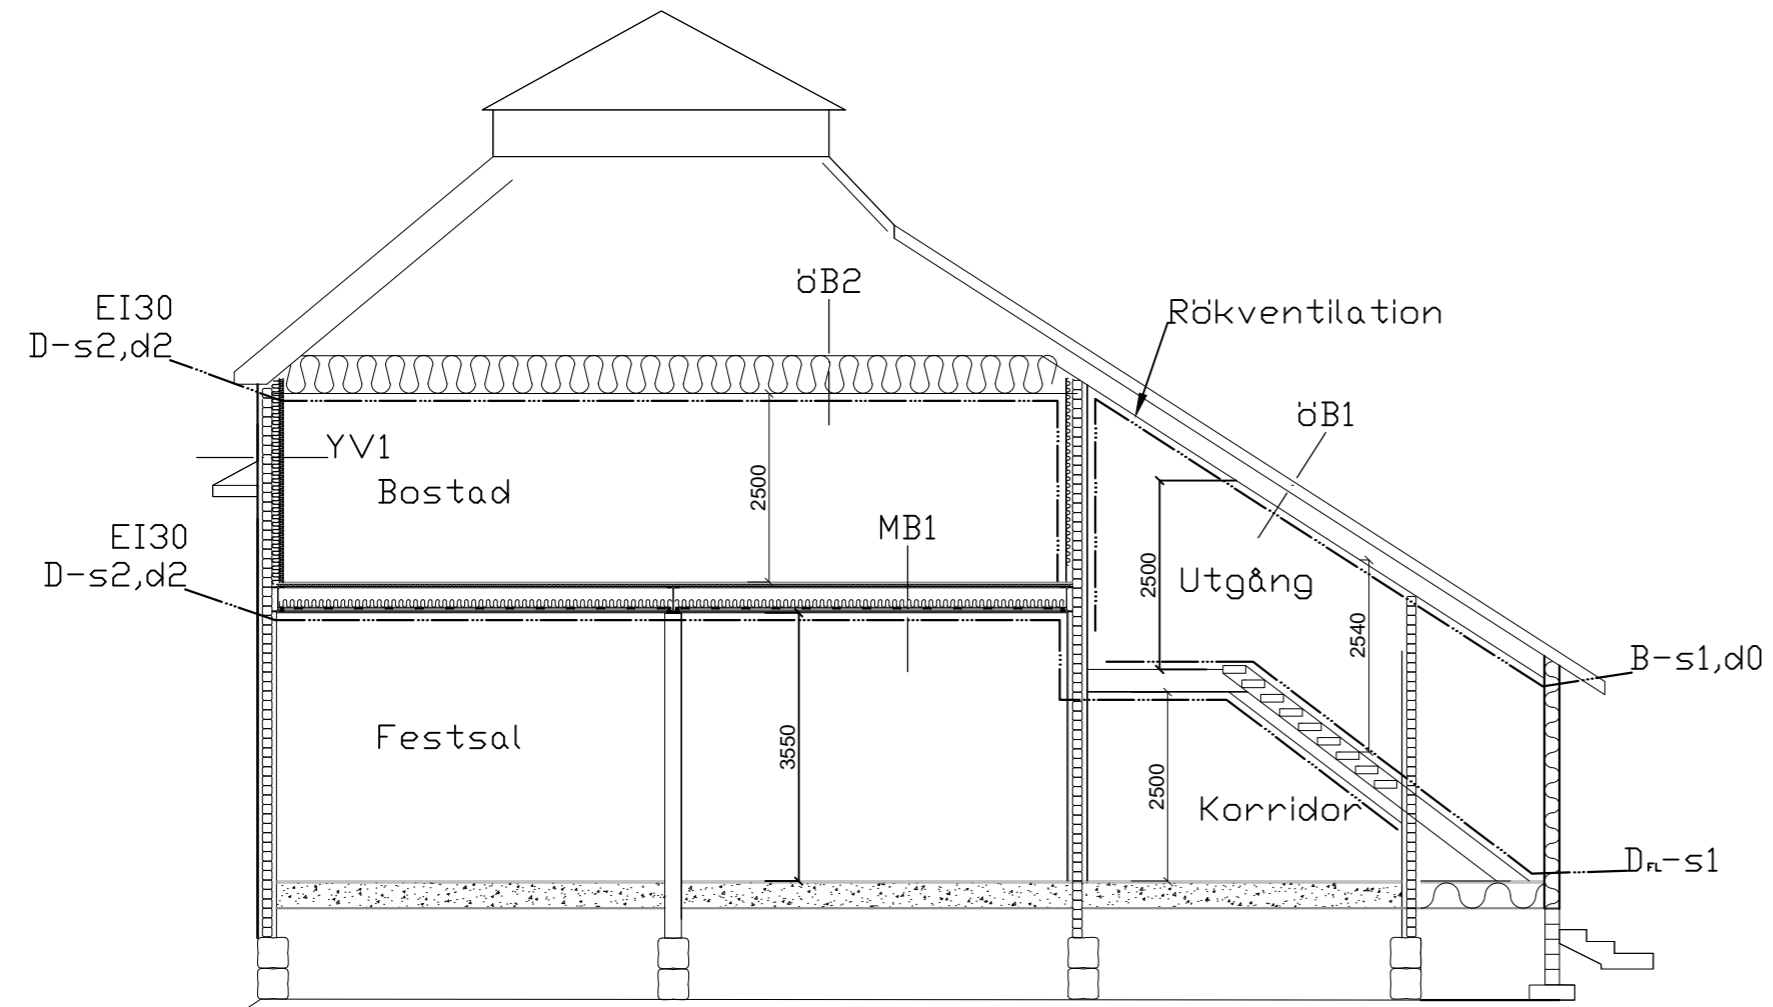 öB2
EI30
D-s2,d2
Rökventilation
öB1
YV1
Bostad
2500
EI30
D-s2,d2
MB1
2500
Utgång
2540
B-s1,d0
Festsal
3550
2500
Korridor
DFL-s1